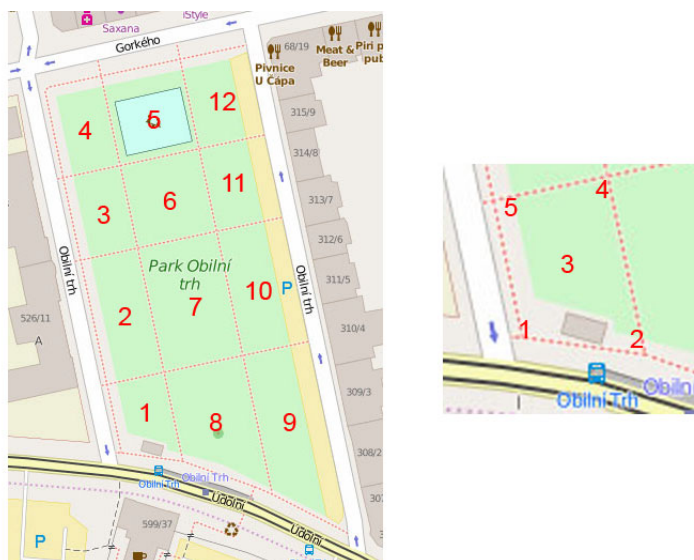 Saxana
iStyle
Gorkého
68/19
Pivnice
U Čápa
Meat &
Beer
Piri p
pub
4
5
12
315/9
314/8
3
6
11
313/7
312/6
Obilní trh
Park Obilní
trh
2
7
10
P
Obilní trh
311/5
526/11
A
310/4
1
8
9
309/3
308/2
307
Obilní Trh
Obilní Trh
Údolní
Údolní
P
599/37
5
4
3
1
2
Obilní
Obilní Trh